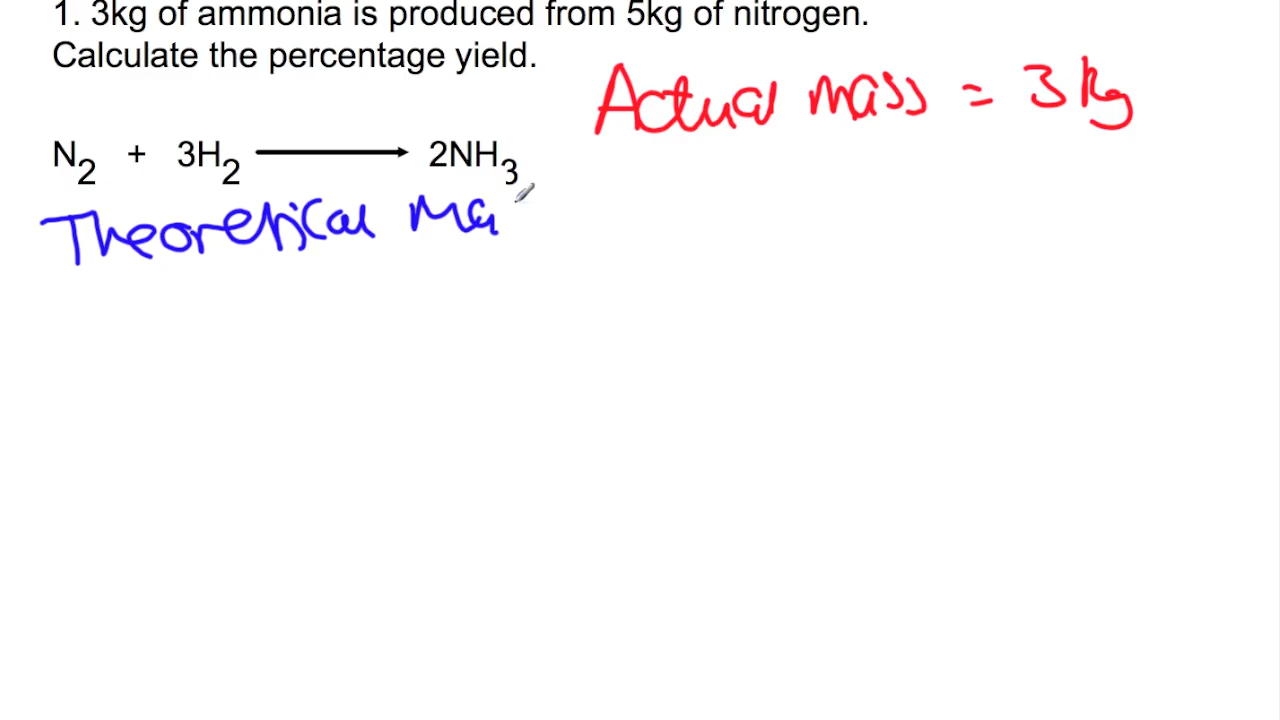 1. 3kg of ammonia is produced from 5kg of nitrogen.
Calculate the percentage yield.
Actual mass = 3kg
N₂ + 3H₂ ⟶ 2NH₃
Theoretical Ma